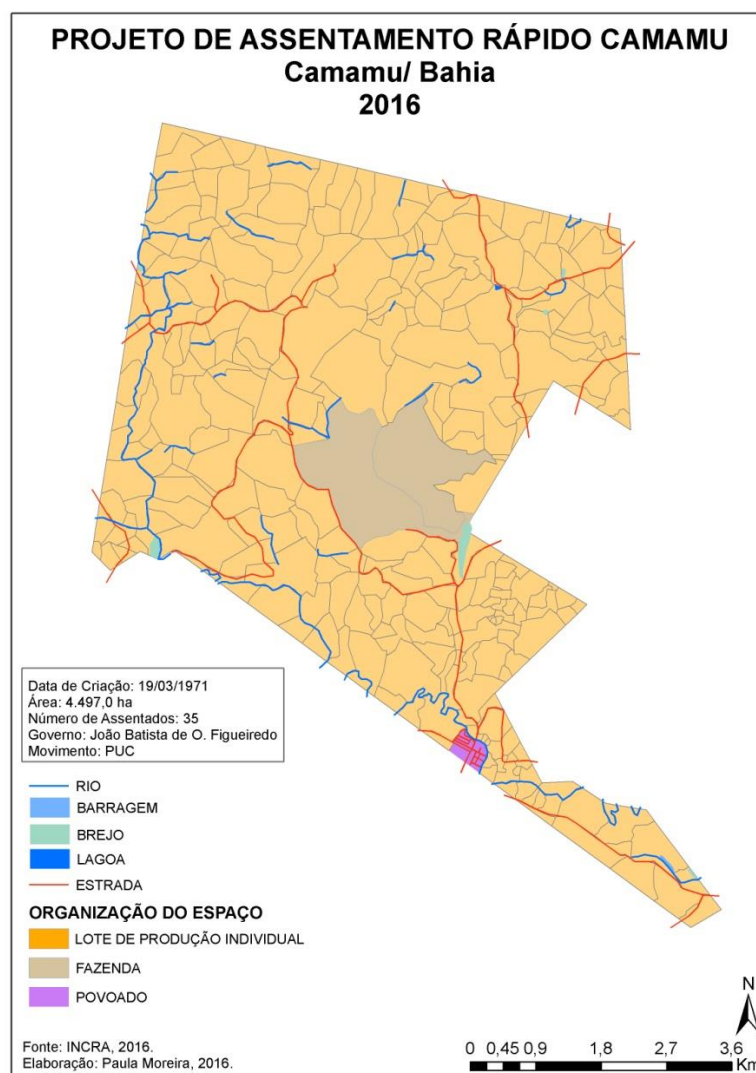 PROJETO DE ASSENTAMENTO RÁPIDO CAMAMU
Camamu/ Bahia
2016
Data de Criação: 19/03/1971
Área: 4.497,0 ha
Número de Assentados: 35
Governo: João Batista de O. Figueiredo
Movimento: PUC
RIO
BARRAGEM
BREJO
LAGOA
ESTRADA
ORGANIZAÇÃO DO ESPAÇO
LOTE DE PRODUÇÃO INDIVIDUAL
FAZENDA
POVOADO
Fonte: INCRA, 2016.
Elaboração: Paula Moreira, 2016.
N
0 0,45 0,9 1,8 2,7 3,6
Km